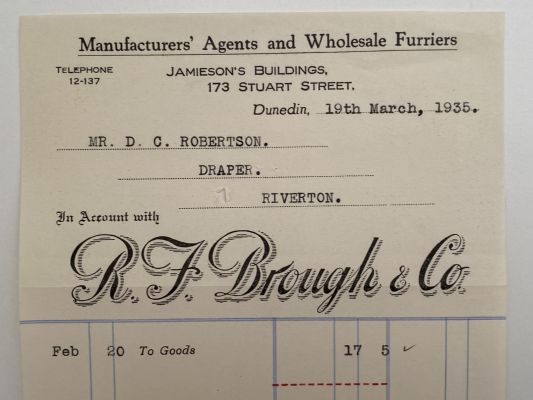 Manufacturers' Agents and Wholesale Furriers
TELEPHONE
12-137
JAMIESON'S BUILDINGS,
173 STUART STREET,
Dunedin, 19th March, 1935.
MR. D. C. ROBERTSON.
DRAPER.
RIVERTON.
In Account with
R. F. Brough & Co.
Feb 20 To Goods 17 5 ✓